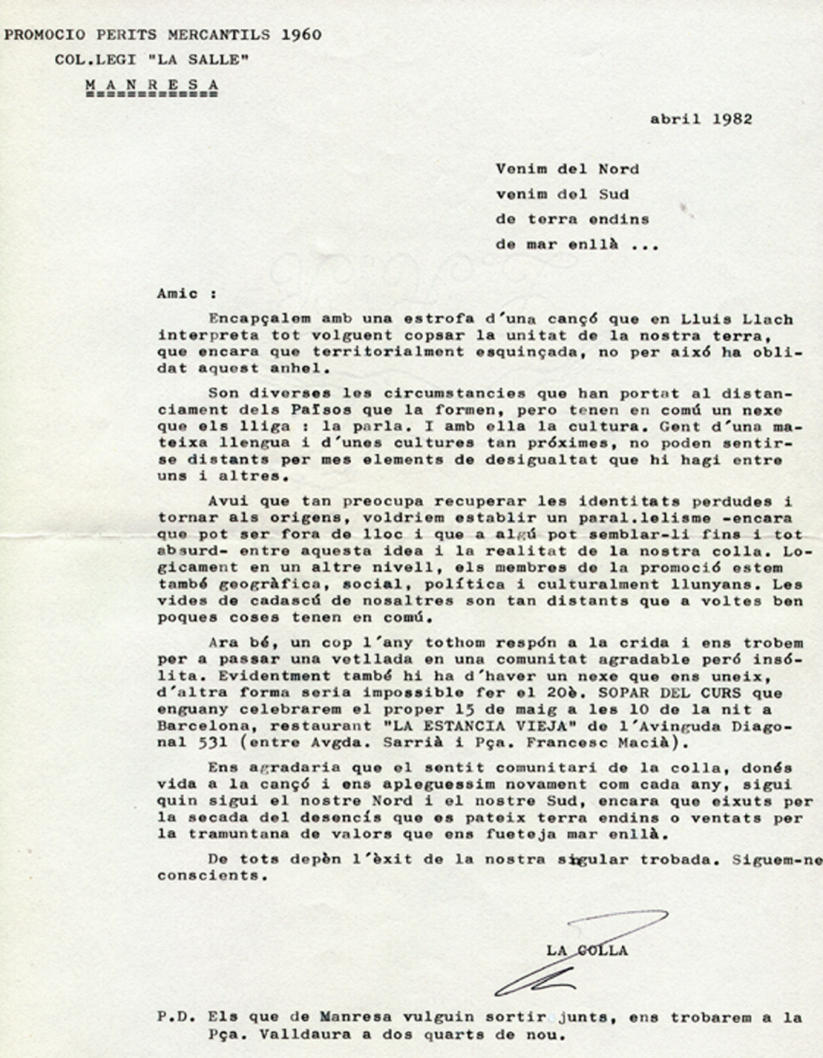 PROMOCIO PERITS MERCANTILS 1960
COL.LEGI "LA SALLE"
M A N R E S A
abril 1982
Venim del Nord
venim del Sud
de terra endins
de mar enllà ...
Amic :
Encapçalem amb una estrofa d´una cançó que en Lluis Llach
interpreta tot volguent copsar la unitat de la nostra terra,
que encara que territorialment esquinçada, no per aixó ha obli-
dat aquest anhel.
Son diverses les circumstancies que han portat al distan-
ciament dels Països que la formen, pero tenen en comú un nexe
que els lliga : la parla. I amb ella la cultura. Gent d´una ma-
teixa llengua i d´unes cultures tan próximes, no poden sentir-
se distants per mes elements de desigualtat que hi hagi entre
uns i altres.
Avui que tan preocupa recuperar les identitats perdudes i
tornar als origens, voldriem establir un paral.lelisme -encara
que pot ser fora de lloc i que a algú pot semblar-li fins i tot
absurd- entre aquesta idea i la realitat de la nostra colla. Lo-
gicament en un altre nivell, els membres de la promoció estem
també geogràfica, social, política i culturalment llunyans. Les
vides de cadascú de nosaltres son tan distants que a voltes ben
poques coses tenen en comú.
Ara bé, un cop l´any tothom respón a la crida i ens trobem
per a passar una vetllada en una comunitat agradable peró insó-
lita. Evidentment també hi ha d´haver un nexe que ens uneix,
d´altra forma seria impossible fer el 20è. SOPAR DEL CURS que
enguany celebrarem el proper 15 de maig a les 10 de la nit a
Barcelona, restaurant "LA ESTANCIA VIEJA" de l´Avinguda Diago-
nal 531 (entre Avgda. Sarrià i Pça. Francesc Macià).
Ens agradaria que el sentit comunitari de la colla, donés
vida a la cançó i ens apleguessim novament com cada any, sigui
quin sigui el nostre Nord i el nostre Sud, encara que eixuts per
la secada del desencís que es pateix terra endins o ventats per
la tramuntana de valors que ens fueteja mar enllà.
De tots depèn l´èxit de la nostra singular trobada. Siguem-ne
conscients.
LA COLLA
P.D. Els que de Manresa vulguin sortir junts, ens trobarem a la
Pça. Valldaura a dos quarts de nou.